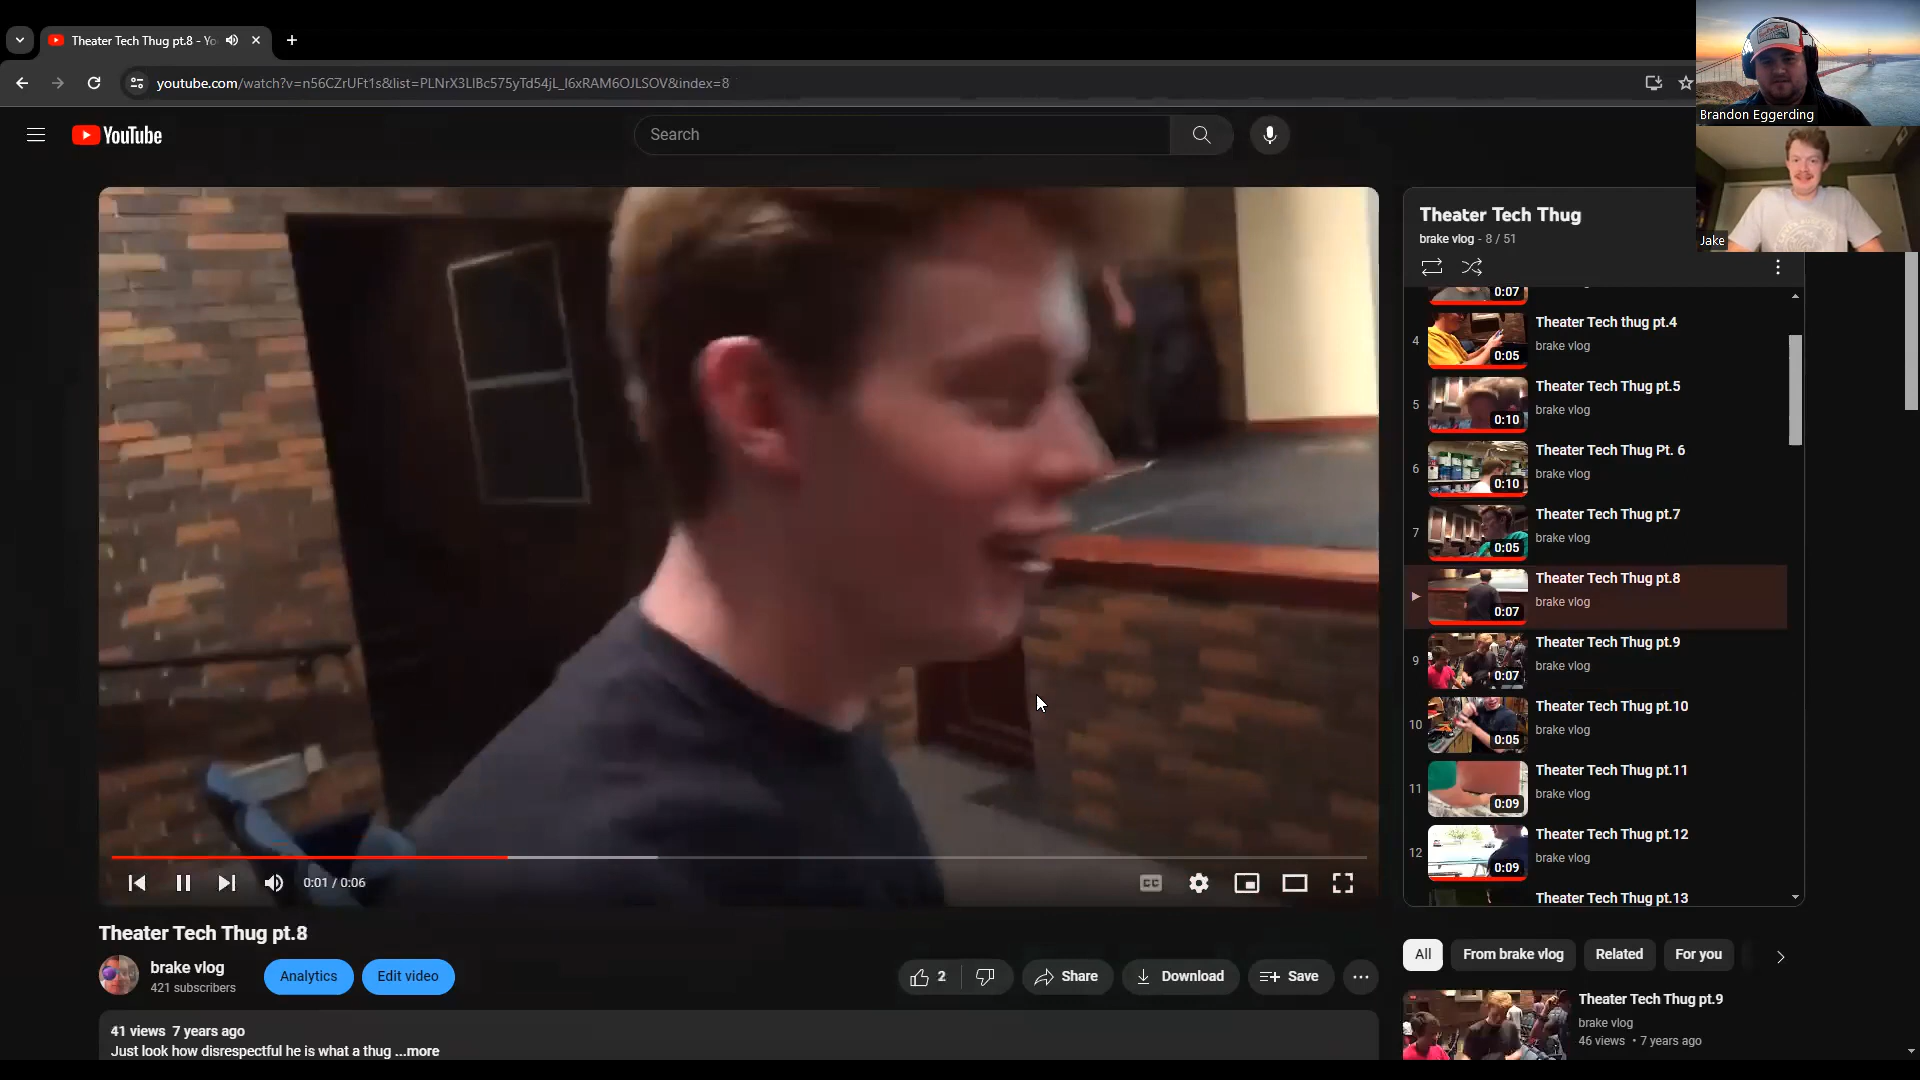 Theater Tech Thug pt.8 - Yo
youtube.com/watch?v=n56CZrUFt1s&list=PLNrX3LIBc575yTd54jL_I6xRAM6OJLSOV&index=8
Brandon Eggerding
Jake
YouTube
Search
Theater Tech Thug
brake vlog - 8 / 51
0:07
4
0:05
Theater Tech thug pt.4
brake vlog
5
0:10
Theater Tech Thug pt.5
brake vlog
6
0:10
Theater Tech Thug Pt. 6
brake vlog
7
0:05
Theater Tech Thug pt.7
brake vlog
0:07
Theater Tech Thug pt.8
brake vlog
9
0:07
Theater Tech Thug pt.9
brake vlog
10
0:05
Theater Tech Thug pt.10
brake vlog
11
0:09
Theater Tech Thug pt.11
brake vlog
12
0:09
Theater Tech Thug pt.12
brake vlog
Theater Tech Thug pt.13
0:01 / 0:06
CC
Theater Tech Thug pt.8
brake vlog
421 subscribers
Analytics
Edit video
2
Share
Download
Save
41 views 7 years ago
Just look how disrespectful he is what a thug ...more
All
From brake vlog
Related
For you
Theater Tech Thug pt.9
brake vlog
46 views • 7 years ago